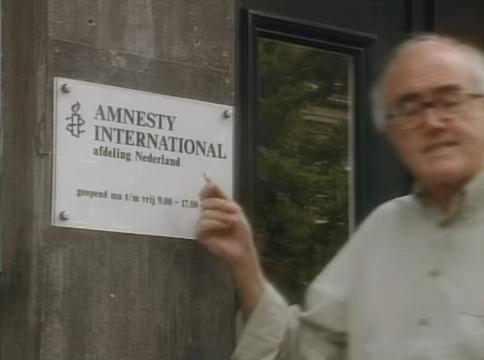 AMNESTY
INTERNATIONAL
afdeling Nederland
geopend ma t/m vrij 9.00 - 17.00